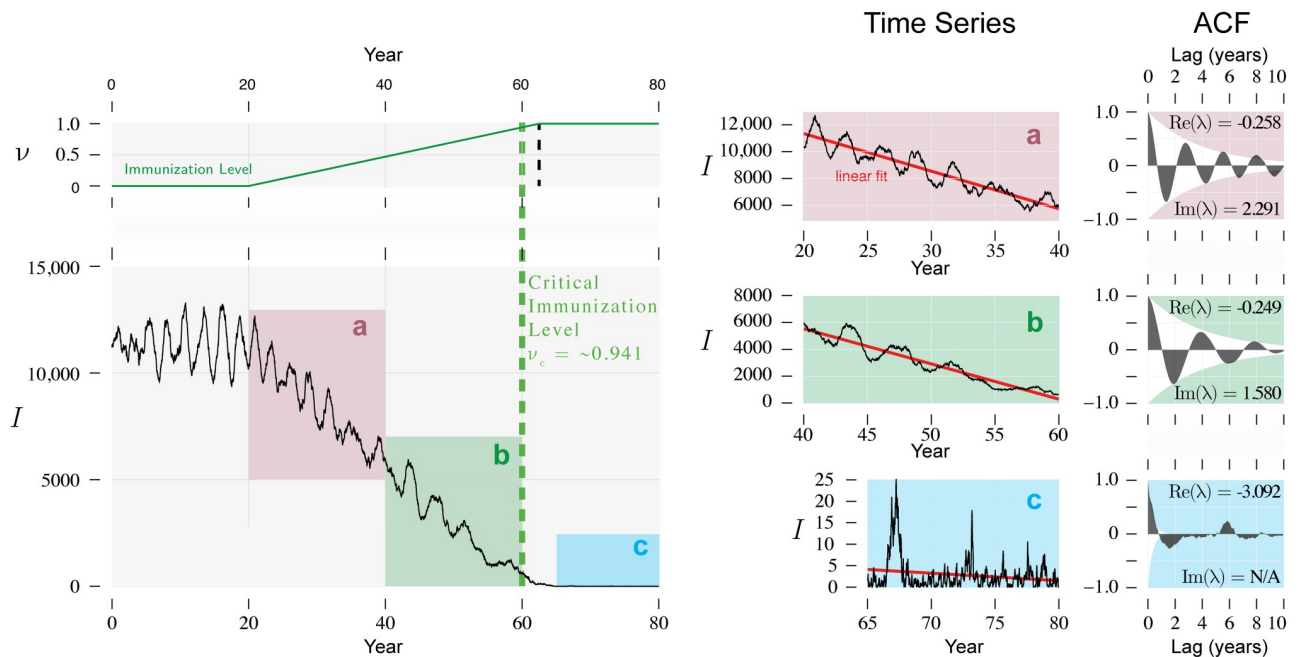 Time Series
ACF
Year
0 20 40 60 80
ν
1.0
0.5
0
Immunization Level
15,000
10,000
5000
0
I
a
b
c
Critical
Immunization
Level
ν_c = ~0.941
0 20 40 60 80
Year
12,000
10,000
8000
6000
I
a
linear fit
20 25 30 35 40
Year
8000
6000
4000
2000
0
I
b
40 45 50 55 60
Year
25
20
15
10
5
0
I
c
65 70 75 80
Year
Lag (years)
0 2 4 6 8 10
1.0
0
-1.0
Re(λ) = -0.258
Im(λ) = 2.291
1.0
0
-1.0
Re(λ) = -0.249
Im(λ) = 1.580
1.0
0
-1.0
Re(λ) = -3.092
Im(λ) = N/A
0 2 4 6 8 10
Lag (years)